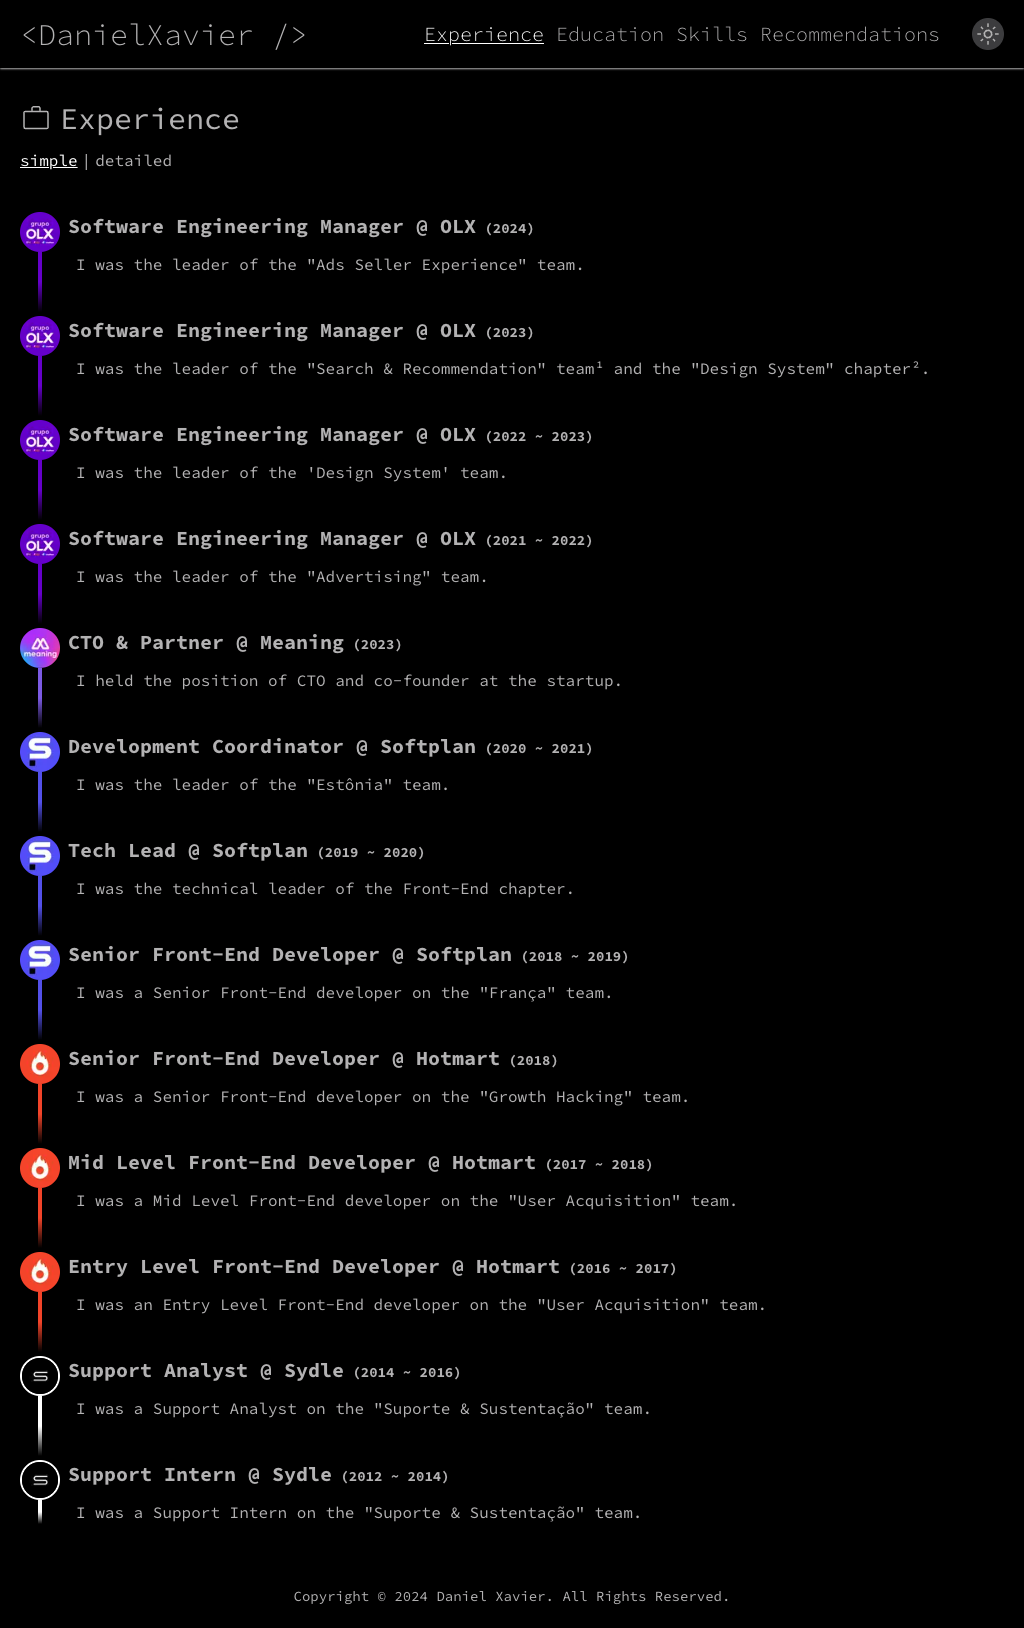 <DanielXavier />
Experience Education Skills Recommendations
Experience
simple | detailed
grupo
OLX
Software Engineering Manager @ OLX (2024)
I was the leader of the "Ads Seller Experience" team.
grupo
OLX
Software Engineering Manager @ OLX (2023)
I was the leader of the "Search & Recommendation" team¹ and the "Design System" chapter².
grupo
OLX
Software Engineering Manager @ OLX (2022 ~ 2023)
I was the leader of the 'Design System' team.
grupo
OLX
Software Engineering Manager @ OLX (2021 ~ 2022)
I was the leader of the "Advertising" team.
meaning
CTO & Partner @ Meaning (2023)
I held the position of CTO and co-founder at the startup.
Development Coordinator @ Softplan (2020 ~ 2021)
I was the leader of the "Estônia" team.
Tech Lead @ Softplan (2019 ~ 2020)
I was the technical leader of the Front-End chapter.
Senior Front-End Developer @ Softplan (2018 ~ 2019)
I was a Senior Front-End developer on the "França" team.
Senior Front-End Developer @ Hotmart (2018)
I was a Senior Front-End developer on the "Growth Hacking" team.
Mid Level Front-End Developer @ Hotmart (2017 ~ 2018)
I was a Mid Level Front-End developer on the "User Acquisition" team.
Entry Level Front-End Developer @ Hotmart (2016 ~ 2017)
I was an Entry Level Front-End developer on the "User Acquisition" team.
Support Analyst @ Sydle (2014 ~ 2016)
I was a Support Analyst on the "Suporte & Sustentação" team.
Support Intern @ Sydle (2012 ~ 2014)
I was a Support Intern on the "Suporte & Sustentação" team.
Copyright © 2024 Daniel Xavier. All Rights Reserved.